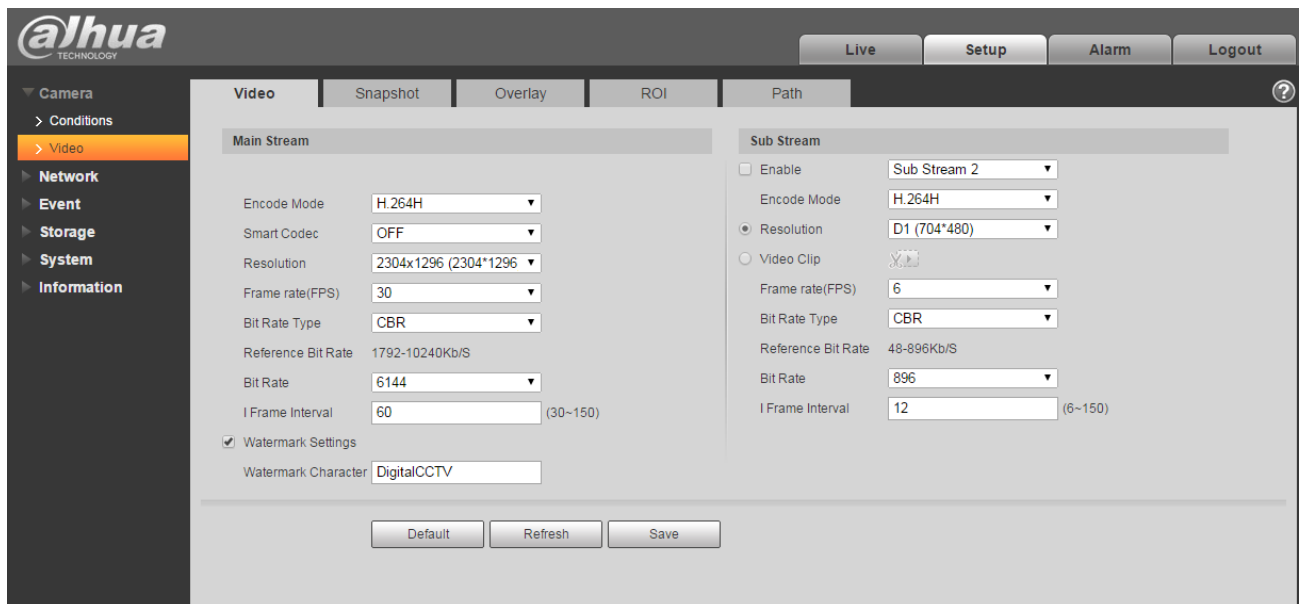 alhua
TECHNOLOGY
Live Setup Alarm Logout
Camera
Conditions
Video
Network
Event
Storage
System
Information
Video Snapshot Overlay ROI Path
?
Main Stream
Encode Mode H.264H
Smart Codec OFF
Resolution 2304x1296 (2304*1296
Frame rate(FPS) 30
Bit Rate Type CBR
Reference Bit Rate 1792-10240Kb/S
Bit Rate 6144
I Frame Interval 60 (30~150)
Watermark Settings
Watermark Character DigitalCCTV
Sub Stream
Enable Sub Stream 2
Encode Mode H.264H
Resolution D1 (704*480)
Video Clip
Frame rate(FPS) 6
Bit Rate Type CBR
Reference Bit Rate 48-896Kb/S
Bit Rate 896
I Frame Interval 12 (6~150)
Default Refresh Save